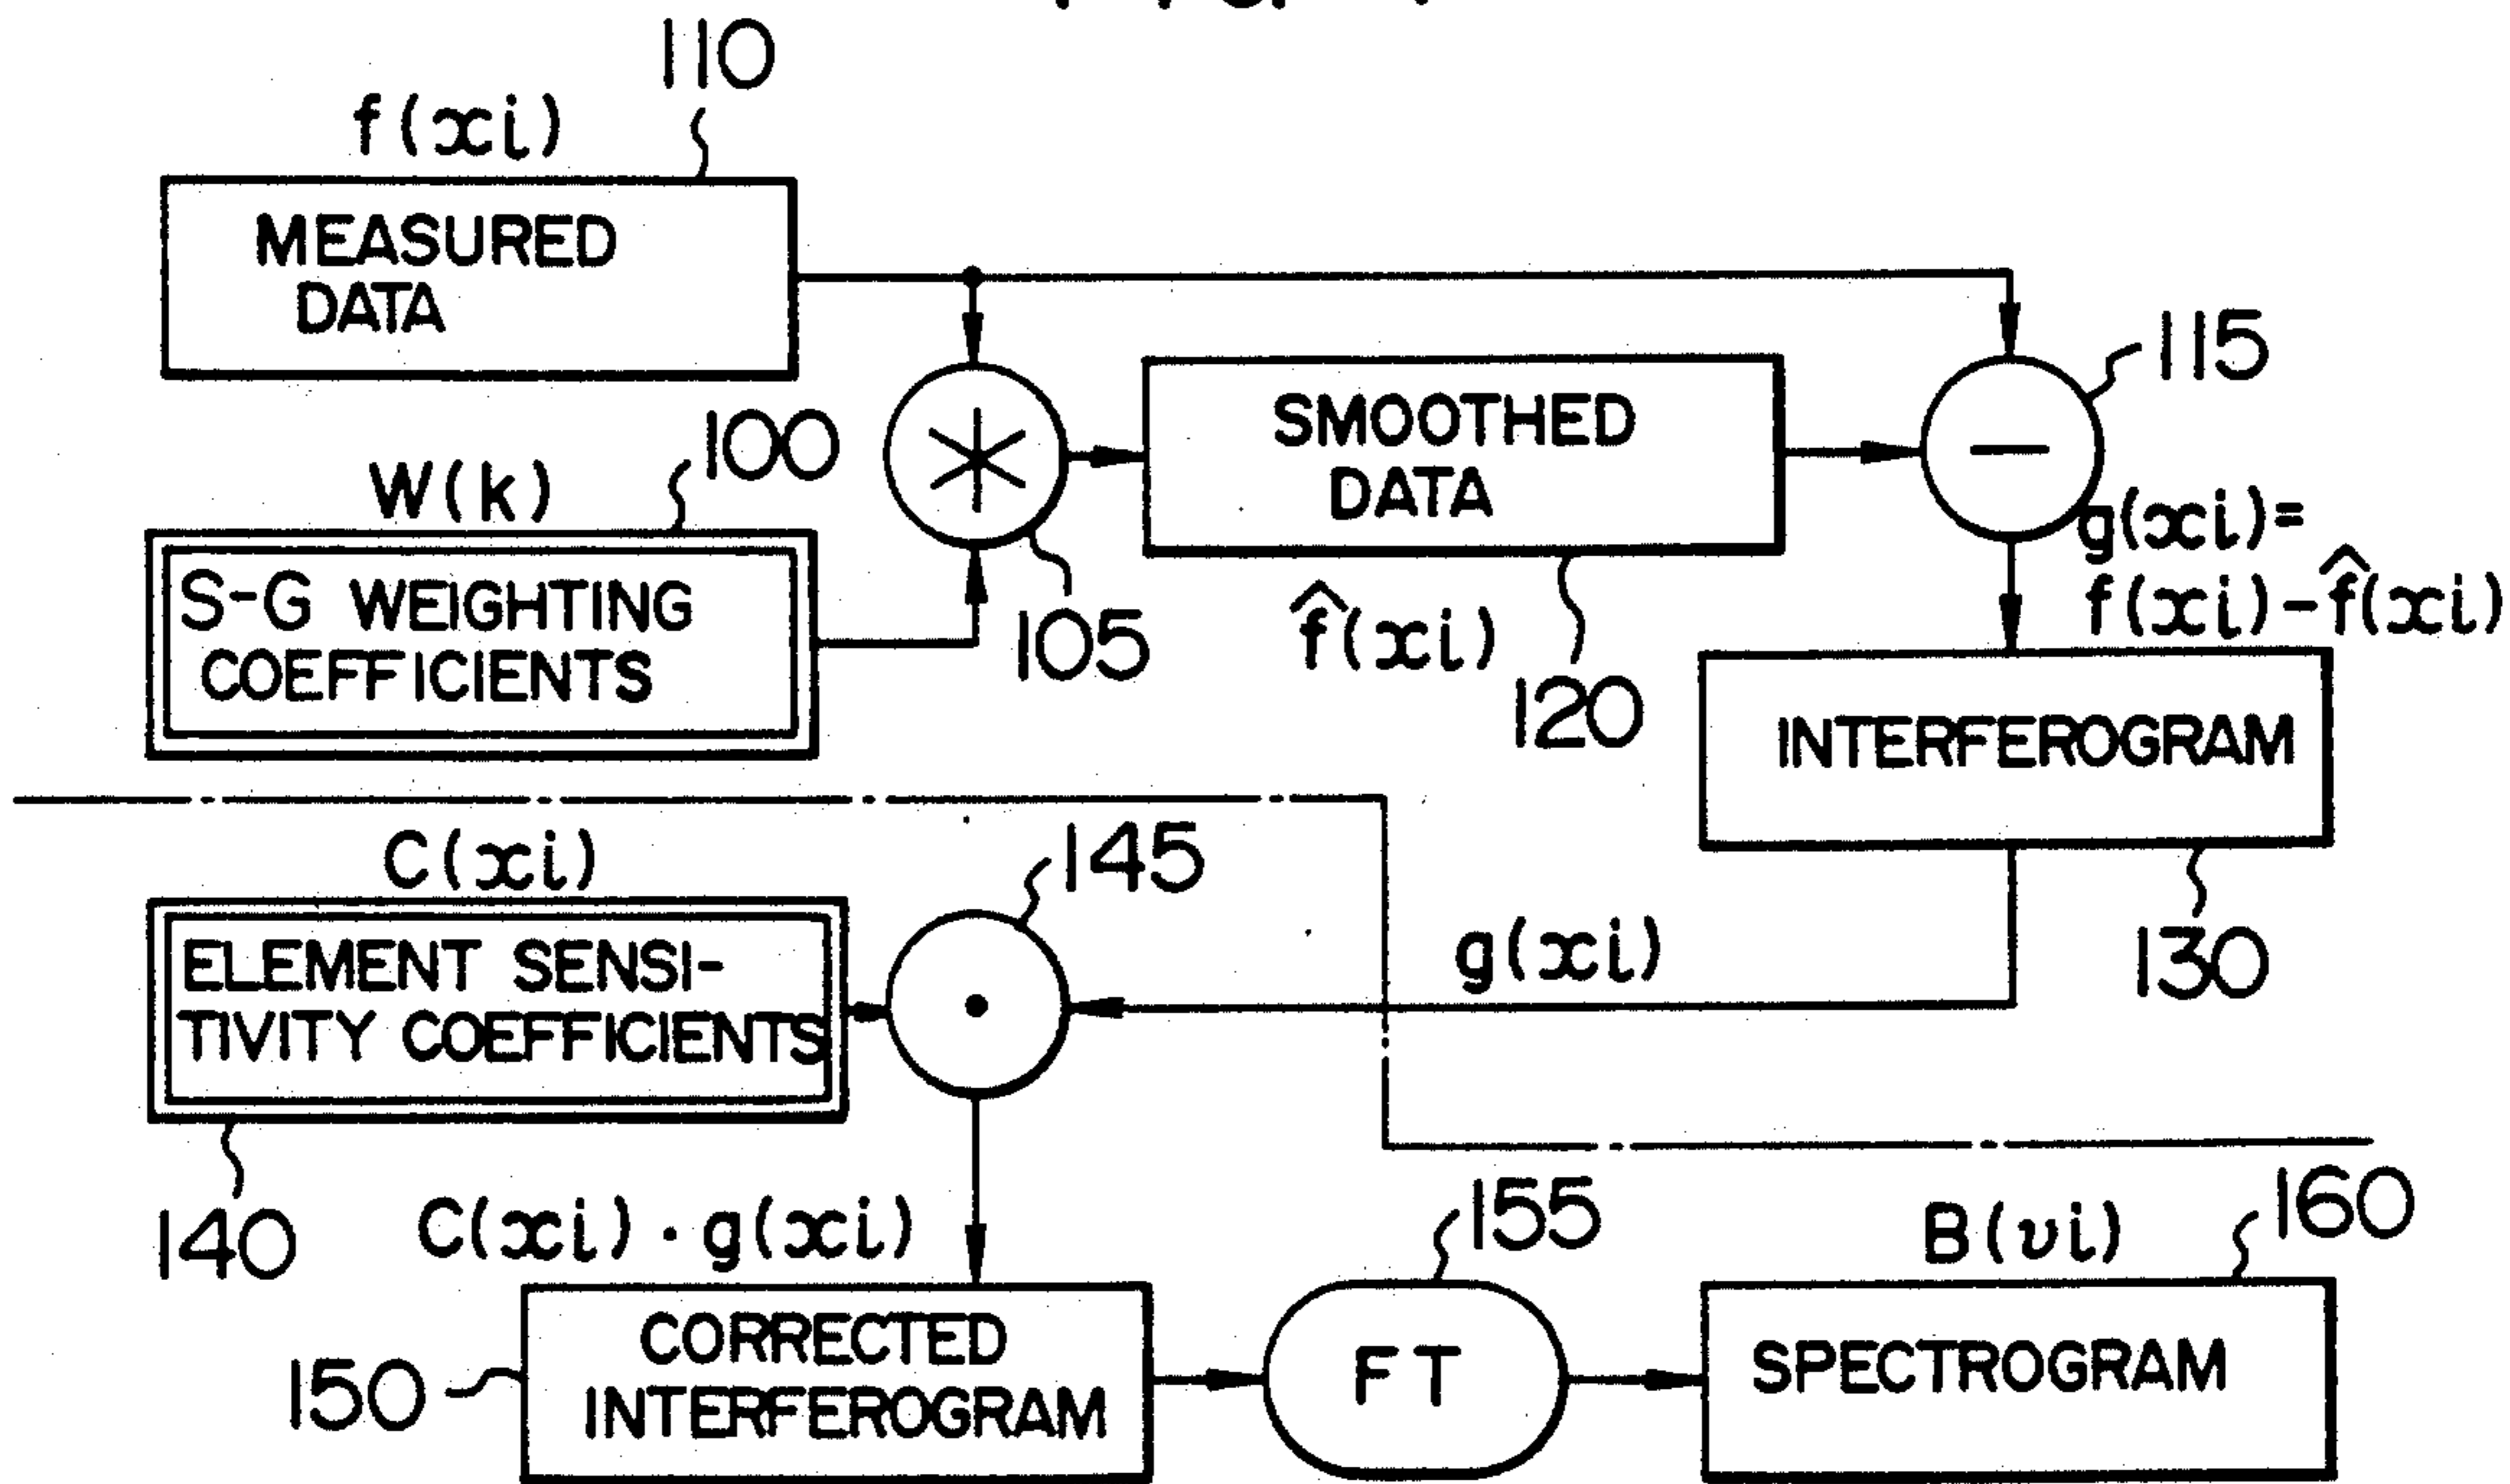 110
f(xi)
MEASURED
DATA
115
100
W(k)
SMOOTHED
DATA
g(xi)=
f(xi)-f̂(xi)
S-G WEIGHTING
COEFFICIENTS
105
f̂(xi)
120
INTERFEROGRAM
C(xi)
145
130
g(xi)
ELEMENT SENSI-
TIVITY COEFFICIENTS
140
C(xi)·g(xi)
155
B(νi)
160
CORRECTED
INTERFEROGRAM
150
FT
SPECTROGRAM